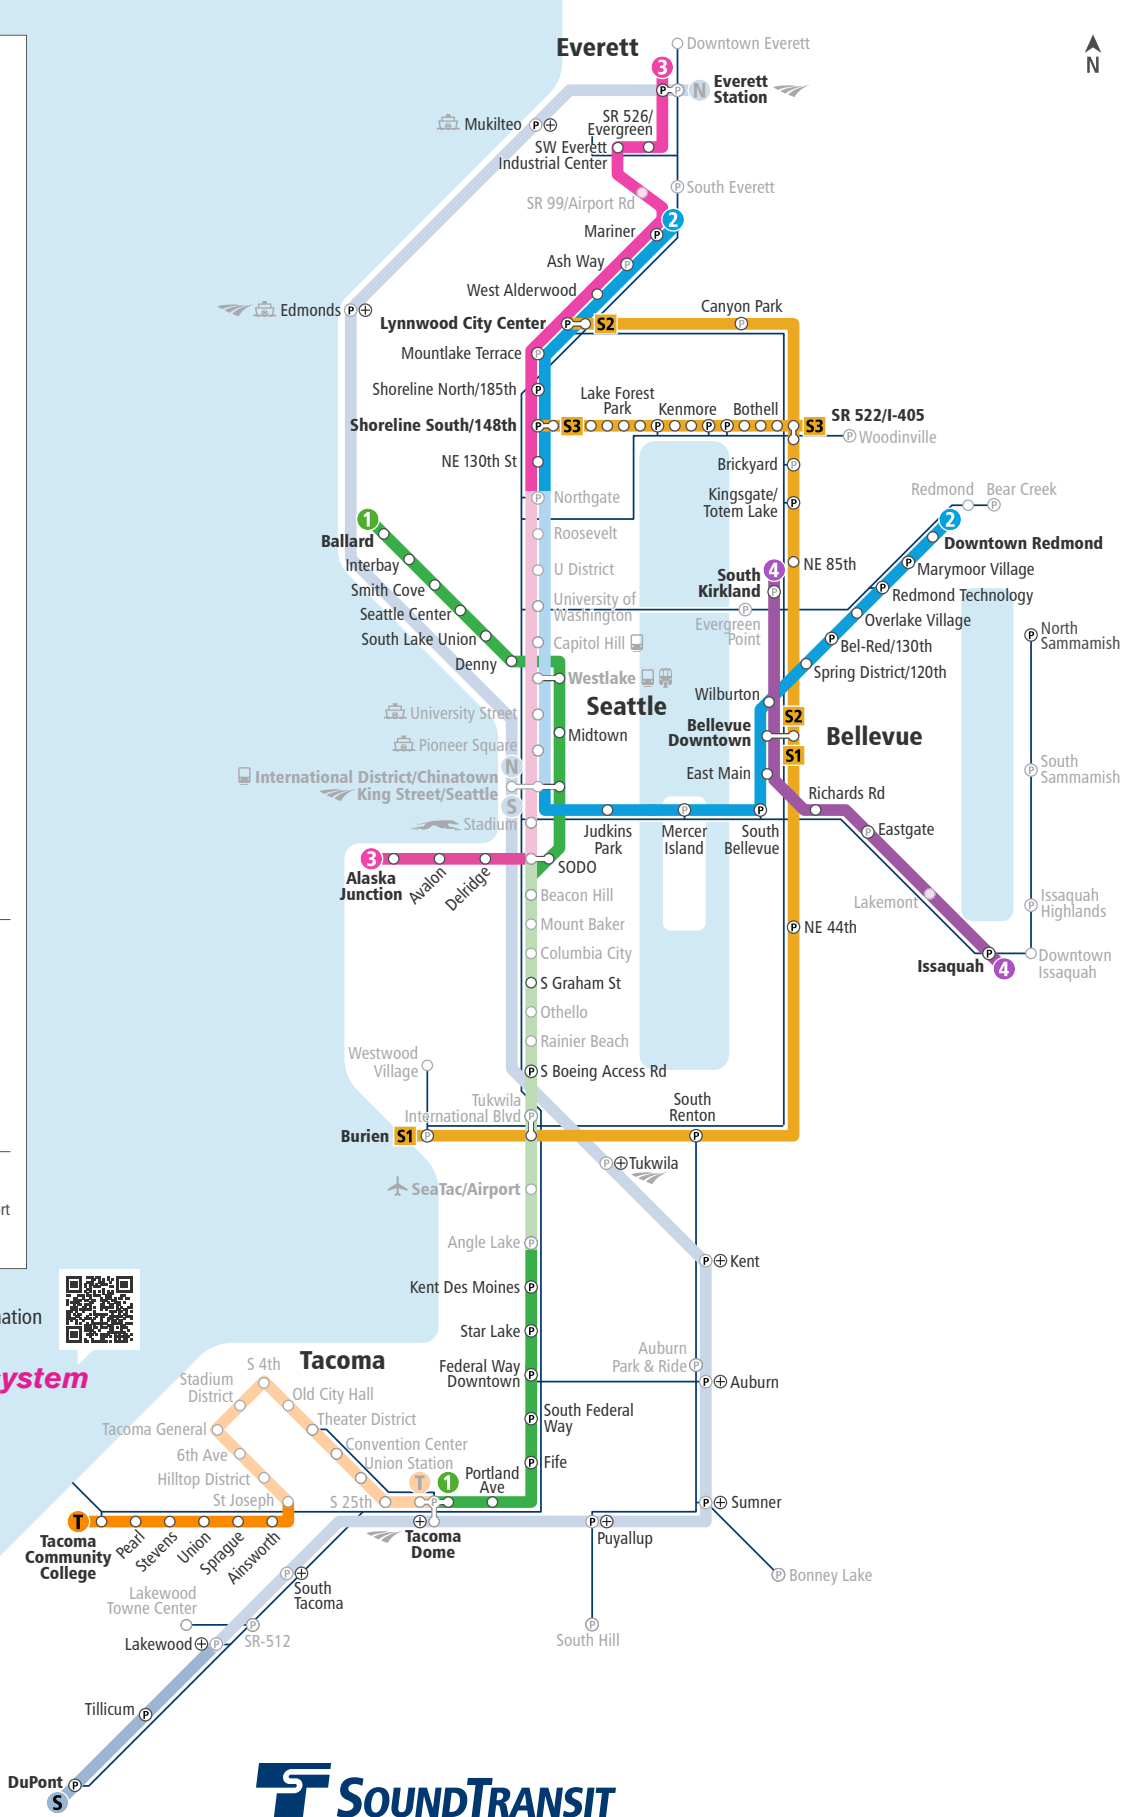 Everett
Downtown Everett
N
3
Everett
Station
P
N
SR 526/
Evergreen
Mukilteo
SW Everett
Industrial Center
South Everett
SR 99/Airport Rd
2
Mariner
Ash Way
West Alderwood
Edmonds
Canyon Park
Lynnwood City Center
S2
Mountlake Terrace
Shoreline North/185th
Lake Forest
Park
Kenmore
Bothell
SR 522/I-405
Shoreline South/148th
S3
S3
Woodinville
NE 130th St
Brickyard
Northgate
Kingsgate/
Totem Lake
Redmond
Bear Creek
1
2
Ballard
Roosevelt
Downtown Redmond
Interbay
U District
4
NE 85th
Marymoor Village
South
Kirkland
Smith Cove
Redmond Technology
University of
Washington
Seattle Center
Evergreen
Point
Overlake Village
South Lake Union
Capitol Hill
Bel-Red/130th
North
Sammamish
Denny
Spring District/120th
Westlake
Wilburton
Seattle
University Street
S2
Midtown
Bellevue
Downtown
Bellevue
Pioneer Square
S1
N
International District/Chinatown
King Street/Seattle
S
East Main
South
Sammamish
Richards Rd
Stadium
Judkins
Park
Mercer
Island
South
Bellevue
Eastgate
3
SODO
Alaska
Junction
Avalon
Delridge
Beacon Hill
Lakemont
Issaquah
Highlands
Mount Baker
NE 44th
Columbia City
Downtown
Issaquah
Issaquah
4
S Graham St
Othello
Rainier Beach
Westwood
Village
S Boeing Access Rd
Tukwila
International Blvd
South
Renton
Burien
S1
Tukwila
SeaTac/Airport
Angle Lake
Kent
rt
Kent Des Moines
ation
Star Lake
Auburn
Park & Ride
Tacoma
S 4th
Federal Way
Downtown
ystem
Auburn
Stadium
District
Old City Hall
South Federal
Way
Tacoma General
Theater District
Convention Center
6th Ave
Union Station
Fife
Hilltop District
T
1
Portland
Ave
St Joseph
S 25th
Sumner
T
Tacoma
Community
College
Pearl
Stevens
Union
Sprague
Ainsworth
Tacoma
Dome
Puyallup
South
Tacoma
Bonney Lake
Lakewood
Towne Center
Lakewood
SR-512
South Hill
Tillicum
DuPont
S
SOUNDTRANSIT